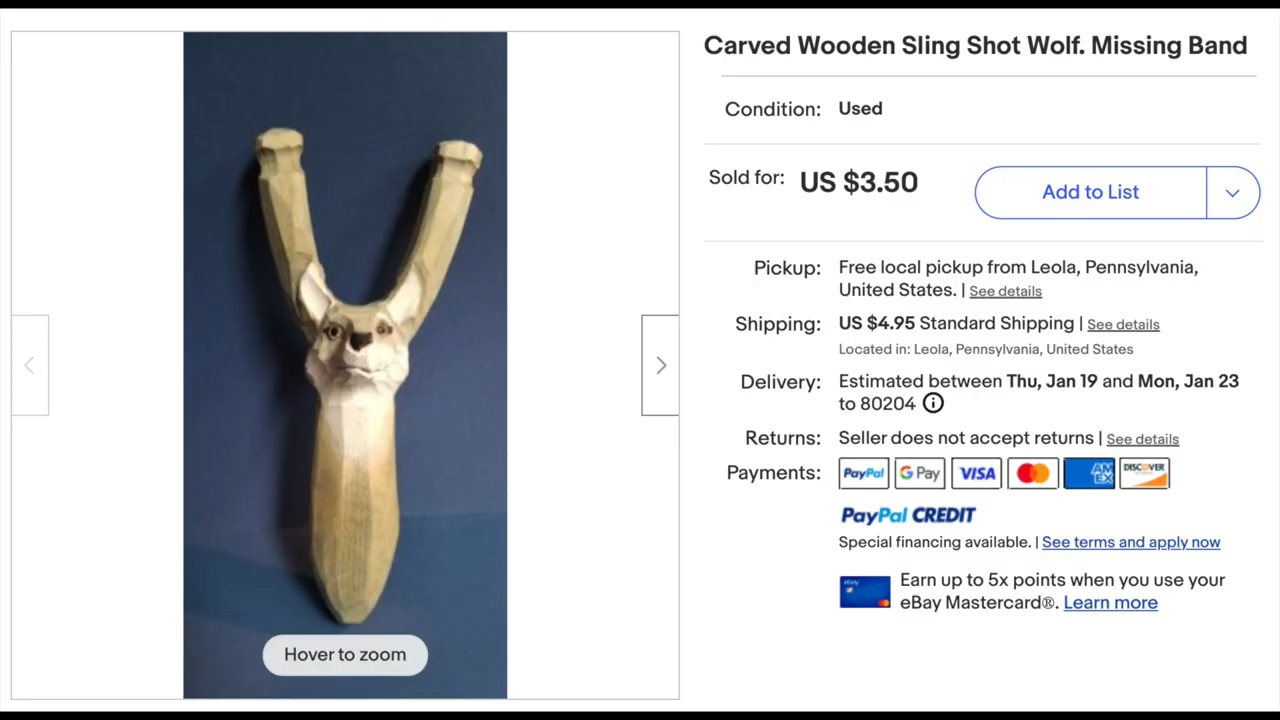 Carved Wooden Sling Shot Wolf. Missing Band
Condition: Used
Sold for: US $3.50
Add to List
Pickup: Free local pickup from Leola, Pennsylvania,
United States. | See details
Shipping: US $4.95 Standard Shipping | See details
Located in: Leola, Pennsylvania, United States
Delivery: Estimated between Thu, Jan 19 and Mon, Jan 23
to 80204
Returns: Seller does not accept returns | See details
Payments: PayPal G Pay VISA AM EX DISCOVER
PayPal CREDIT
Special financing available. | See terms and apply now
ebay
Earn up to 5x points when you use your
eBay Mastercard®. Learn more
Hover to zoom